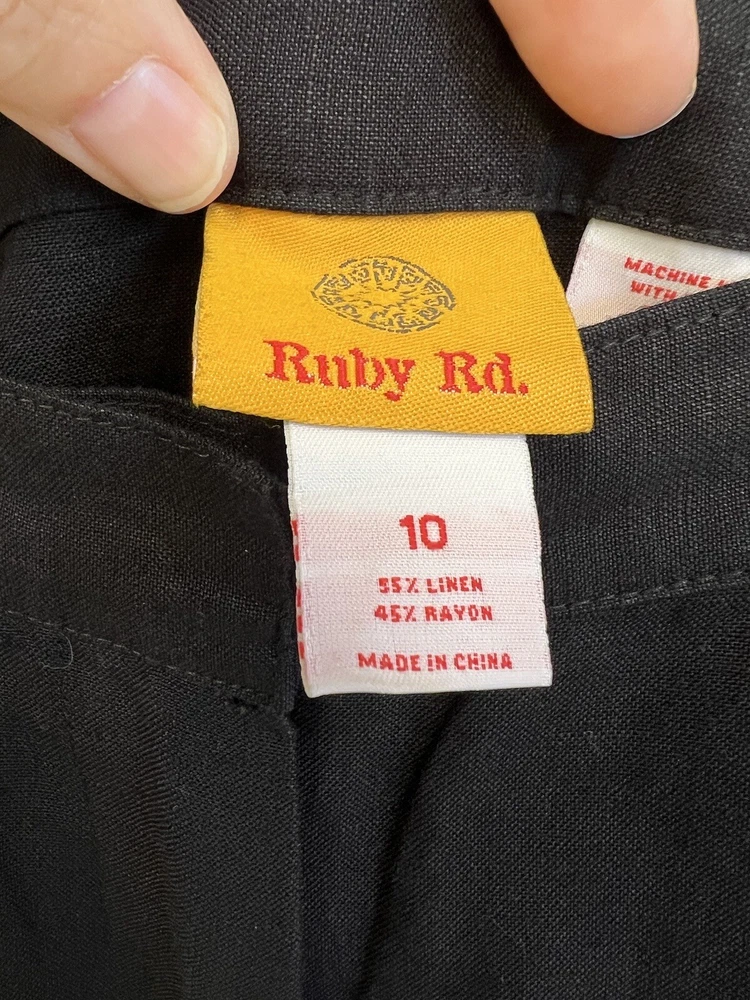 Ruby Rd.
MACHINE
WITH
10
55% LINEN
45% RAYON
MADE IN CHINA